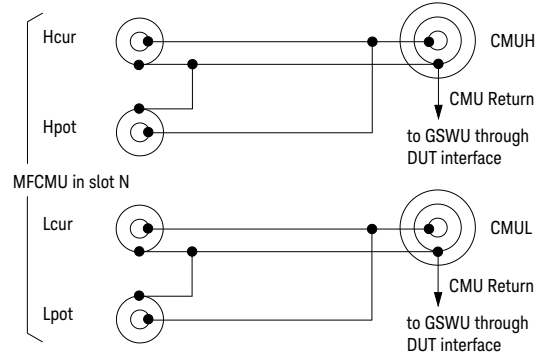 Hcur
CMUH
CMU Return
Hpot
to GSWU through
DUT interface
MFCMU in slot N
Lcur
CMUL
CMU Return
Lpot
to GSWU through
DUT interface